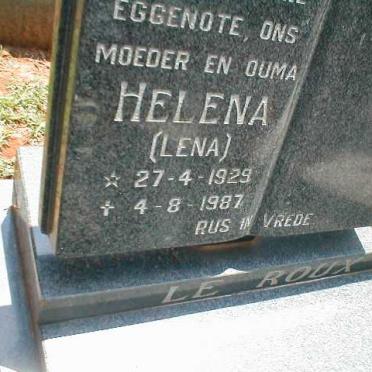 EGGENOTE, ONS
MOEDER EN OUMA
HELENA
(LENA)
☆ 27-4-1929
✝ 4-8-1987
RUS IN VREDE
LE ROUX